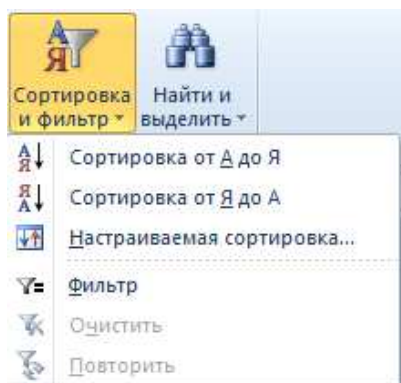 Сортировка и фильтр
Найти и выделить
Сортировка от А до Я
Сортировка от Я до А
Настраиваемая сортировка...
Фильтр
Очистить
Повторить